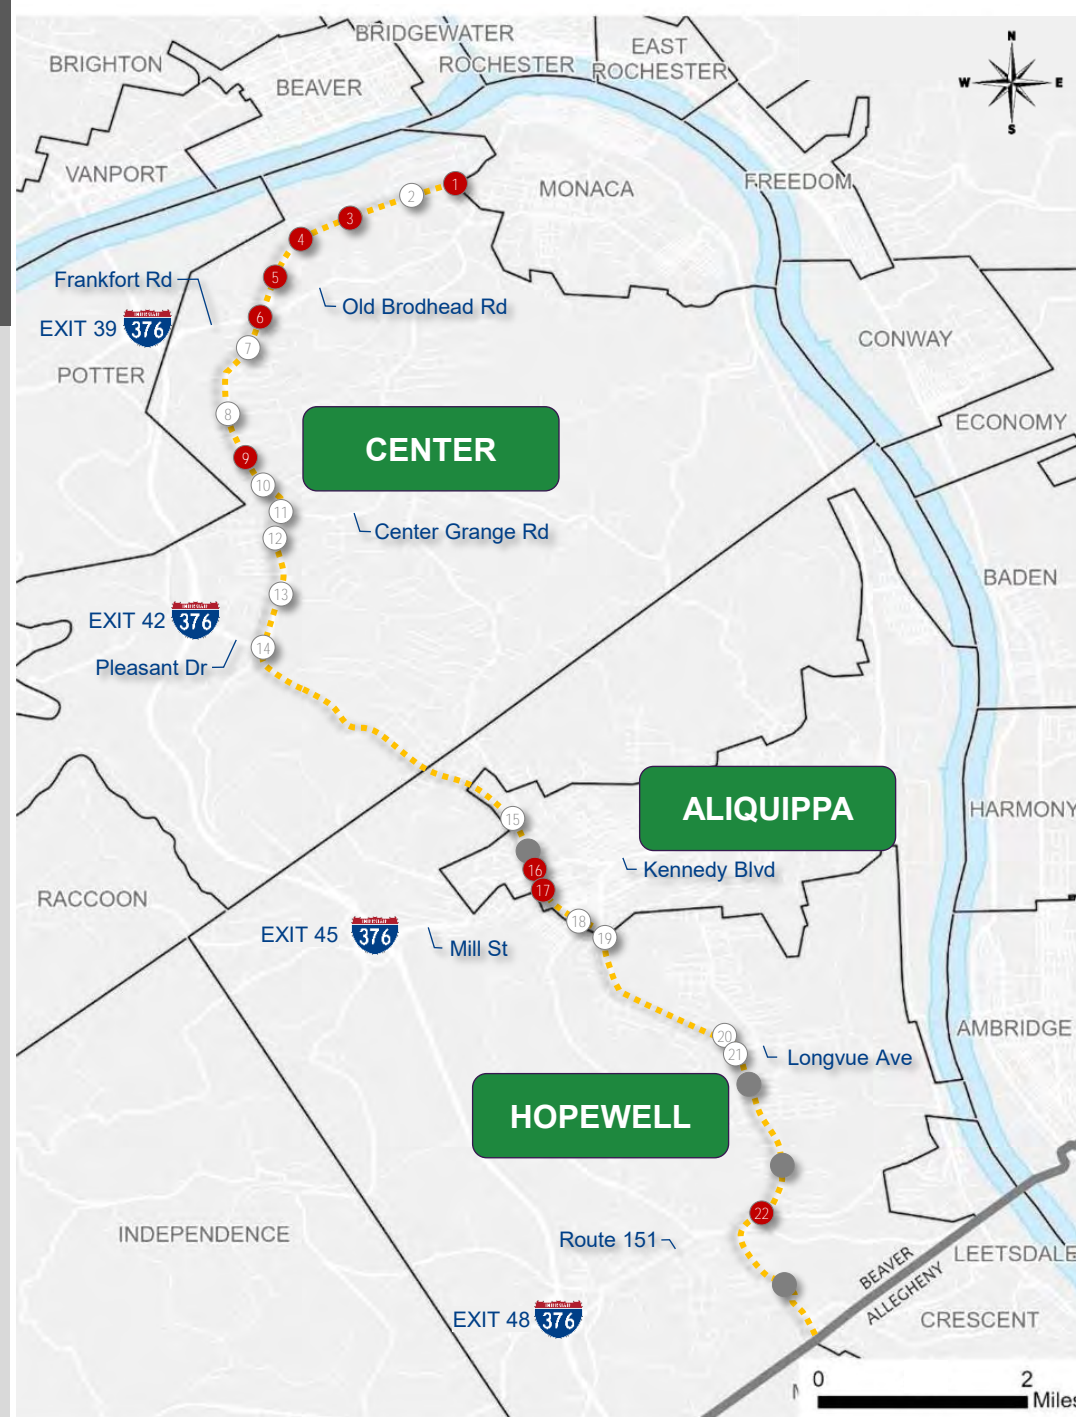 BRIDGEWATER
BRIGHTON
BEAVER
ROCHESTER
EAST
ROCHESTER
N
W
E
S
VANPORT
MONACA
FREEDOM
1
2
3
4
5
6
7
8
9
10
11
12
13
14
Frankfort Rd
Old Brodhead Rd
EXIT 39
376
POTTER
CONWAY
ECONOMY
CENTER
Center Grange Rd
BADEN
EXIT 42
376
Pleasant Dr
ALIQUIPPA
HARMONY
15
16
17
18
19
Kennedy Blvd
RACCOON
EXIT 45
376
Mill St
AMBRIDGE
20
21
Longvue Ave
HOPEWELL
22
INDEPENDENCE
Route 151
BEAVER
ALLEGHENY
LEETSDALE
EXIT 48
376
CRESCENT
0
2
Miles